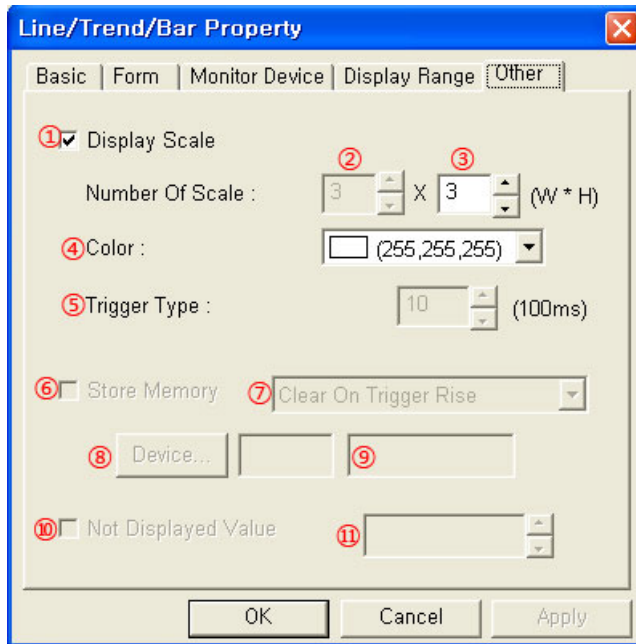 Line/Trend/Bar Property
Basic Form Monitor Device Display Range Other
① Display Scale
② ③
Number Of Scale : 3 X 3 (W * H)
④ Color : (255,255,255)
⑤ Trigger Type : 10 (100ms)
⑥ Store Memory ⑦ Clear On Trigger Rise
⑧ Device... ⑨
⑩ Not Displayed Value ⑪
OK Cancel Apply